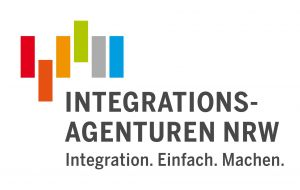 INTEGRATIONS-
AGENTUREN NRW
Integration. Einfach. Machen.